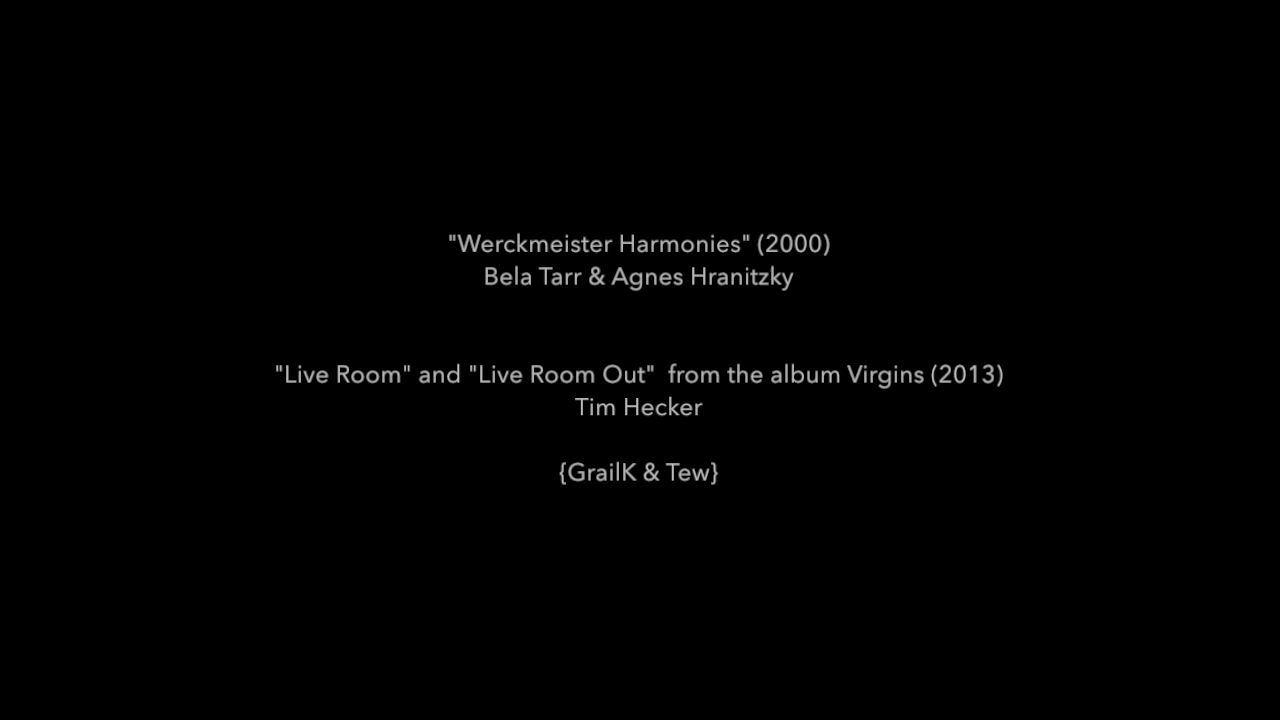 "Werckmeister Harmonies" (2000)
Bela Tarr & Agnes Hranitzky
"Live Room" and "Live Room Out"  from the album Virgins (2013)
Tim Hecker
{GrailK & Tew}